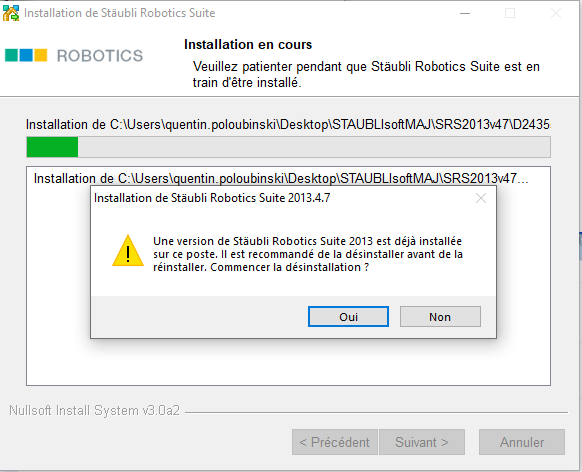 Installation de Stäubli Robotics Suite
ROBOTICS
Installation en cours
Veuillez patienter pendant que Stäubli Robotics Suite est en
train d'être installé.
Installation de C:\Users\quentin.poloubinski\Desktop\STAUBLIsoftMAJ\SRS2013v47\D2435
Installation de C:\Users\quentin.poloubinski\Desktop\STAUBLIsoftMAJ\SRS2013v47...
Installation de Stäubli Robotics Suite 2013.4.7
Une version de Stäubli Robotics Suite 2013 est déjà installée
sur ce poste. Il est recommandé de la désinstaller avant de la
réinstaller. Commencer la désinstallation ?
Oui Non
Nullsoft Install System v3.0a2
< Précédent Suivant > Annuler